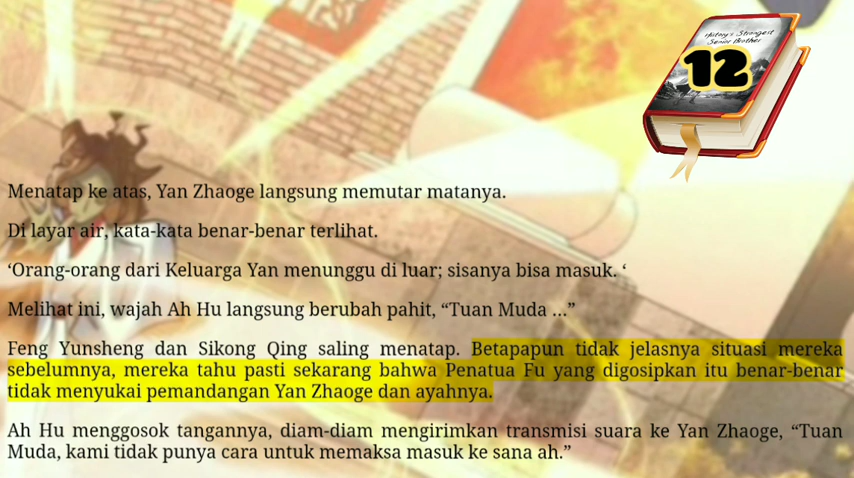 History's Strongest
Senior Brother
12
Menatap ke atas, Yan Zhaoge langsung memutar matanya.
Di layar air, kata-kata benar-benar terlihat.
‘Orang-orang dari Keluarga Yan menunggu di luar; sisanya bisa masuk. ‘
Melihat ini, wajah Ah Hu langsung berubah pahit, “Tuan Muda ...”
Feng Yunsheng dan Sikong Qing saling menatap. Betapapun tidak jelasnya situasi mereka
sebelumnya, mereka tahu pasti sekarang bahwa Penatua Fu yang digosipkan itu benar-benar
tidak menyukai pemandangan Yan Zhaoge dan ayahnya.
Ah Hu menggosok tangannya, diam-diam mengirimkan transmisi suara ke Yan Zhaoge, “Tuan
Muda, kami tidak punya cara untuk memaksa masuk ke sana ah.”